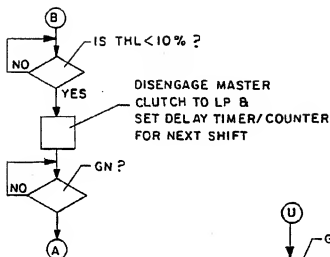 B
IS THL<10% ?
NO
YES
DISENGAGE MASTER
CLUTCH TO LP &
SET DELAY TIMER/COUNTER
FOR NEXT SHIFT
GN ?
NO
U
G
A